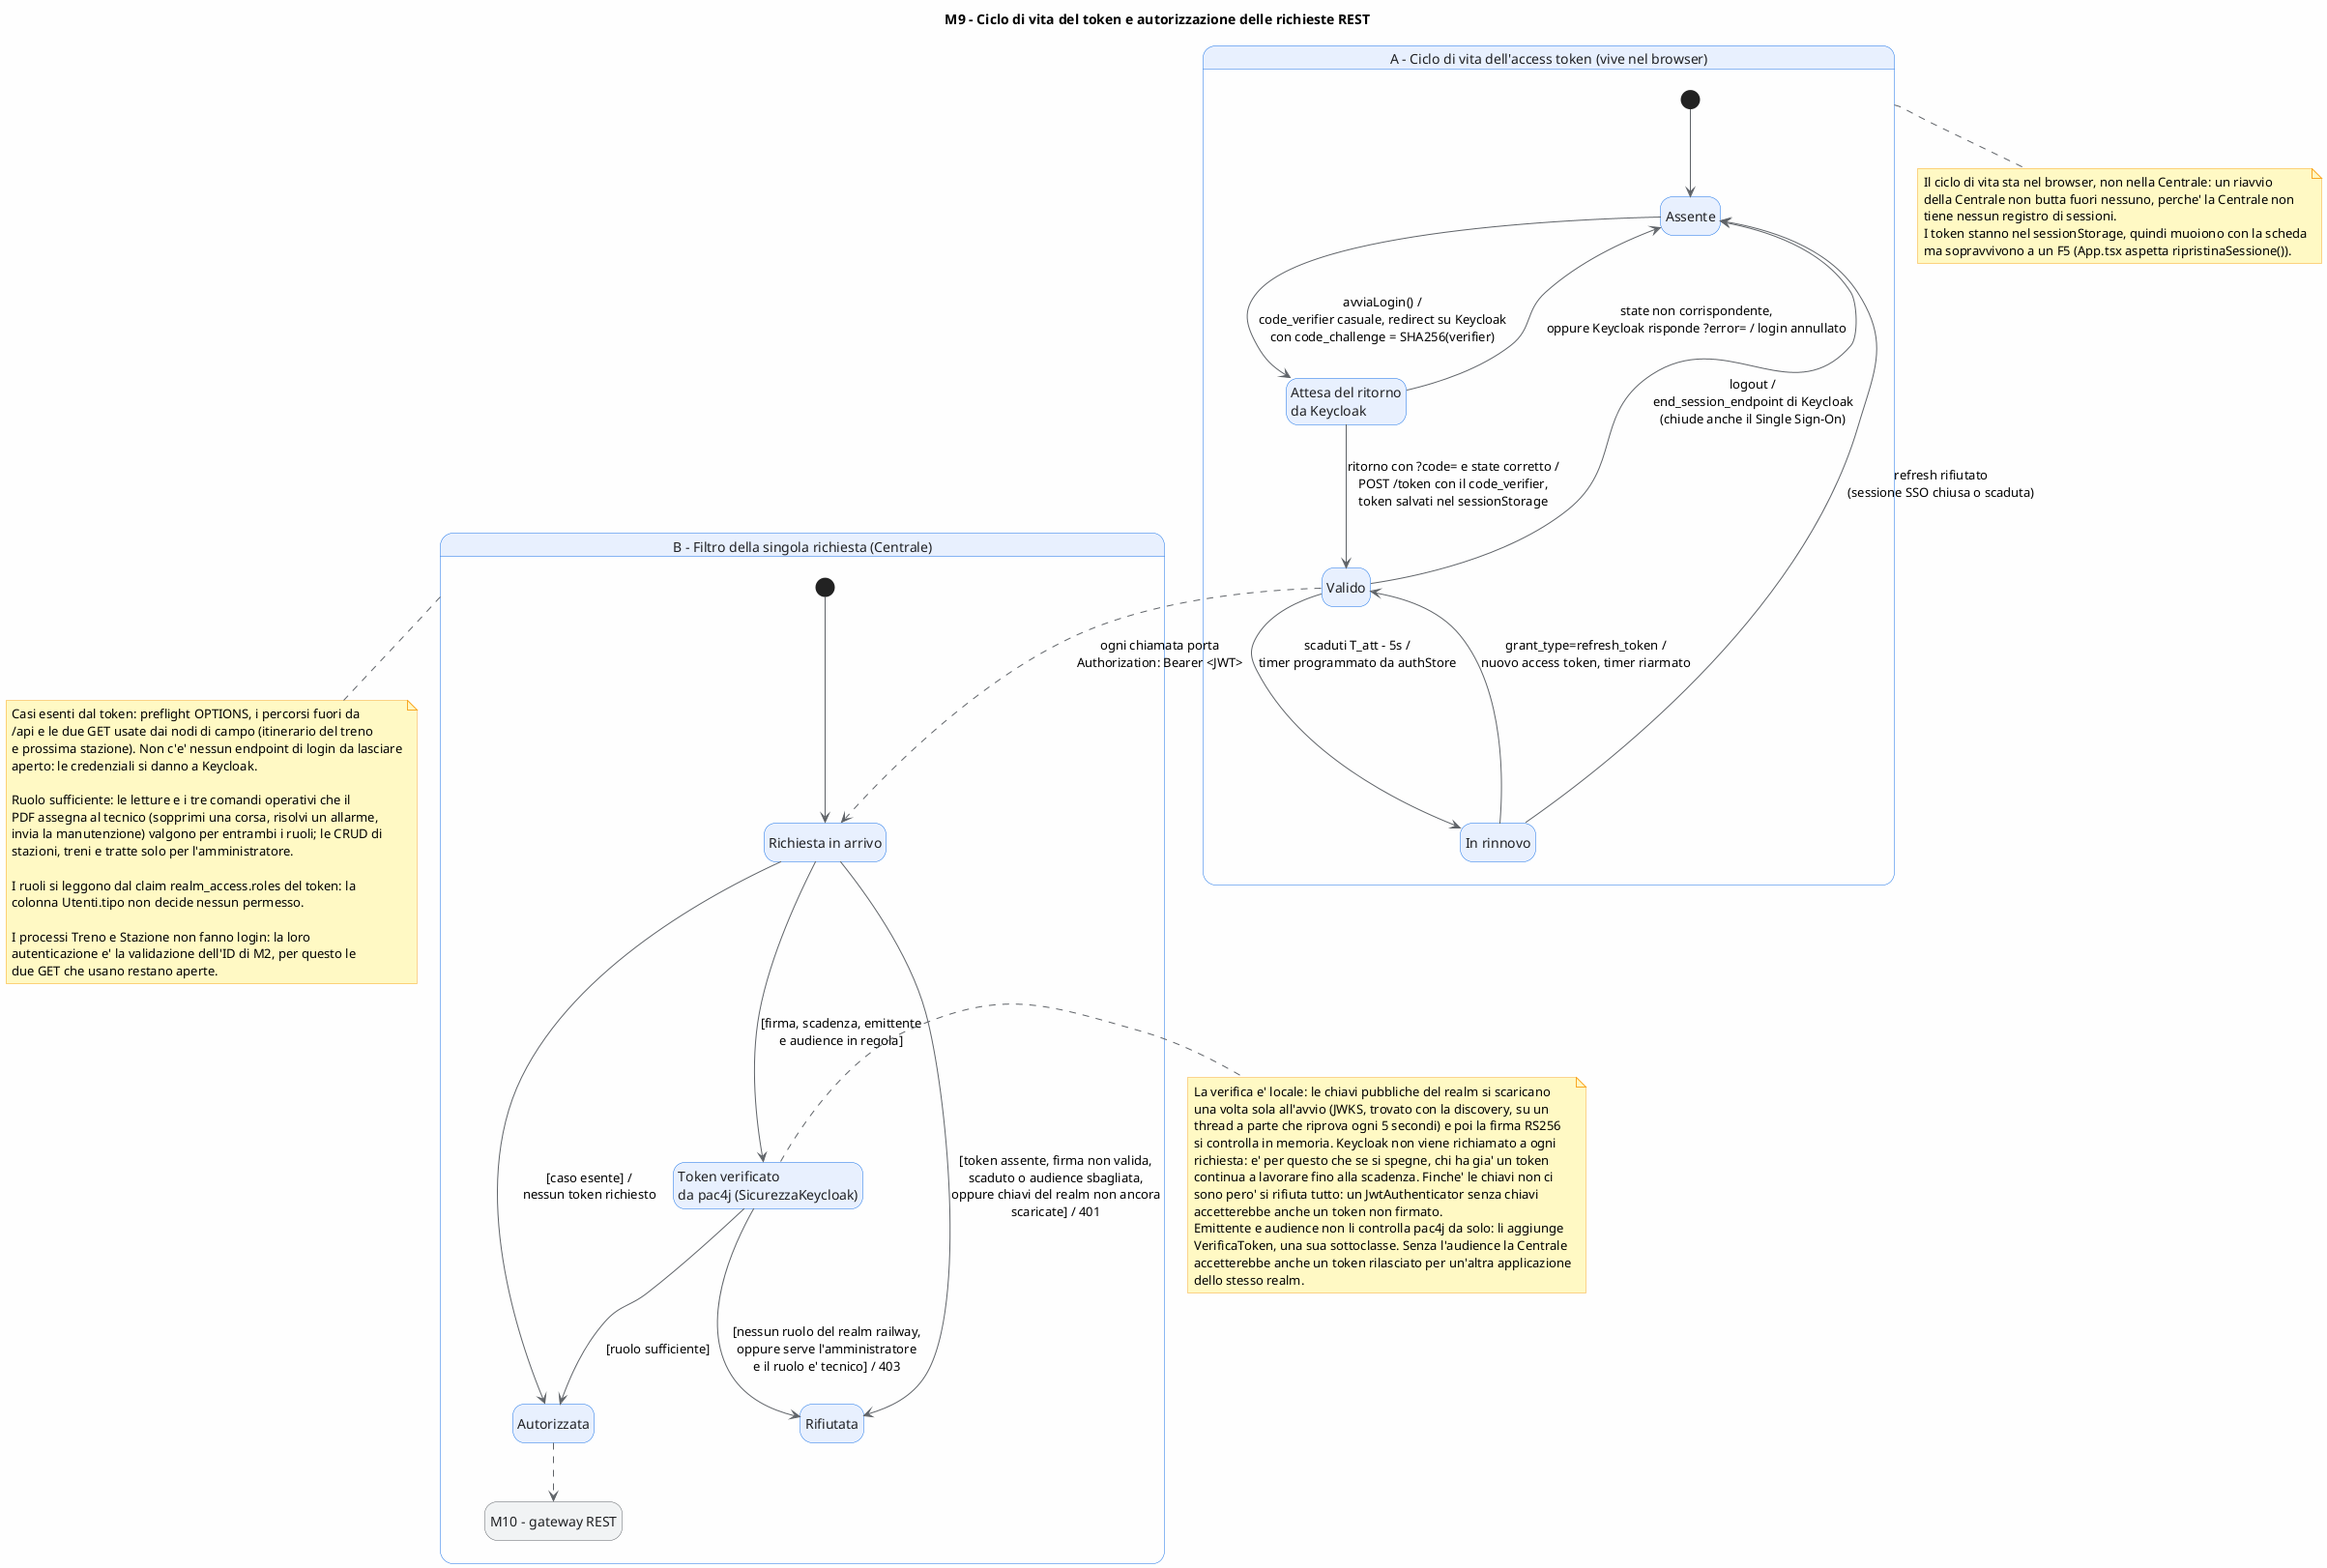 M9 - Ciclo di vita del token e autorizzazione delle richieste REST
A - Ciclo di vita dell'access token (vive nel browser)
Assente
Il ciclo di vita sta nel browser, non nella Centrale: un riavvio
della Centrale non butta fuori nessuno, perche' la Centrale non
tiene nessun registro di sessioni.
I token stanno nel sessionStorage, quindi muoiono con la scheda
ma sopravvivono a un F5 (App.tsx aspetta ripristinaSessione()).
avviaLogin() /
code_verifier casuale, redirect su Keycloak
con code_challenge = SHA256(verifier)
state non corrispondente,
oppure Keycloak risponde ?error= / login annullato
Attesa del ritorno
da Keycloak
logout /
end_session_endpoint di Keycloak
(chiude anche il Single Sign-On)
ritorno con ?code= e state corretto /
POST /token con il code_verifier,
token salvati nel sessionStorage
refresh rifiutato
(sessione SSO chiusa o scaduta)
Valido
scaduti T_att - 5s /
timer programmato da authStore
grant_type=refresh_token /
nuovo access token, timer riarmato
In rinnovo
ogni chiamata porta
Authorization: Bearer <JWT>
B - Filtro della singola richiesta (Centrale)
Richiesta in arrivo
Casi esenti dal token: preflight OPTIONS, i percorsi fuori da
/api e le due GET usate dai nodi di campo (itinerario del treno
e prossima stazione). Non c'e' nessun endpoint di login da lasciare
aperto: le credenziali si danno a Keycloak.
Ruolo sufficiente: le letture e i tre comandi operativi che il
PDF assegna al tecnico (sopprimi una corsa, risolvi un allarme,
invia la manutenzione) valgono per entrambi i ruoli; le CRUD di
stazioni, treni e tratte solo per l'amministratore.
I ruoli si leggono dal claim realm_access.roles del token: la
colonna Utenti.tipo non decide nessun permesso.
I processi Treno e Stazione non fanno login: la loro
autenticazione e' la validazione dell'ID di M2, per questo le
due GET che usano restano aperte.
[firma, scadenza, emittente
e audience in regola]
[caso esente] /
nessun token richiesto
Token verificato
da pac4j (SicurezzaKeycloak)
[token assente, firma non valida,
scaduto o audience sbagliata,
oppure chiavi del realm non ancora
scaricate] / 401
La verifica e' locale: le chiavi pubbliche del realm si scaricano
una volta sola all'avvio (JWKS, trovato con la discovery, su un
thread a parte che riprova ogni 5 secondi) e poi la firma RS256
si controlla in memoria. Keycloak non viene richiamato a ogni
richiesta: e' per questo che se si spegne, chi ha gia' un token
continua a lavorare fino alla scadenza. Finche' le chiavi non ci
sono pero' si rifiuta tutto: un JwtAuthenticator senza chiavi
accetterebbe anche un token non firmato.
Emittente e audience non li controlla pac4j da solo: li aggiunge
VerificaToken, una sua sottoclasse. Senza l'audience la Centrale
accetterebbe anche un token rilasciato per un'altra applicazione
dello stesso realm.
[ruolo sufficiente]
[nessun ruolo del realm railway,
oppure serve l'amministratore
e il ruolo e' tecnico] / 403
Autorizzata
Rifiutata
M10 - gateway REST